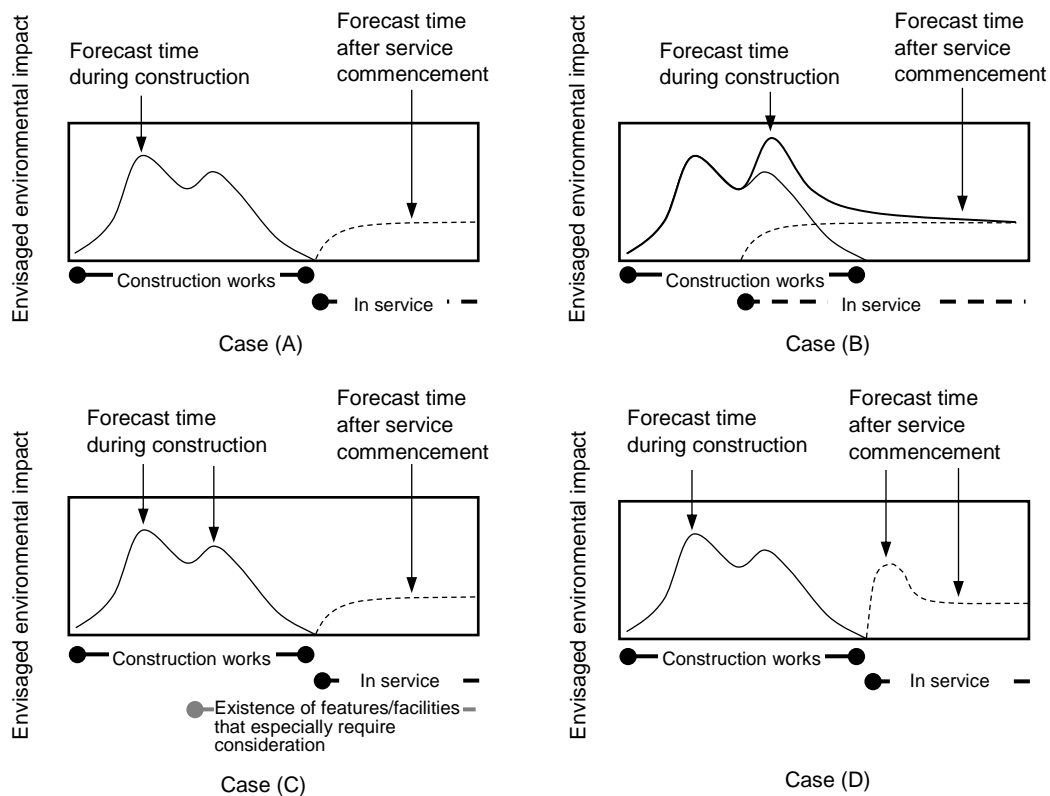 Envisaged environmental impact
Forecast time
during construction
Forecast time
after service
commencement
Construction works
In service
Case (A)
Envisaged environmental impact
Forecast time
during construction
Forecast time
after service
commencement
Construction works
In service
Case (B)
Envisaged environmental impact
Forecast time
during construction
Forecast time
after service
commencement
Construction works
In service
Existence of features/facilities
that especially require
consideration
Case (C)
Envisaged environmental impact
Forecast time
during construction
Forecast time
after service
commencement
Construction works
In service
Case (D)